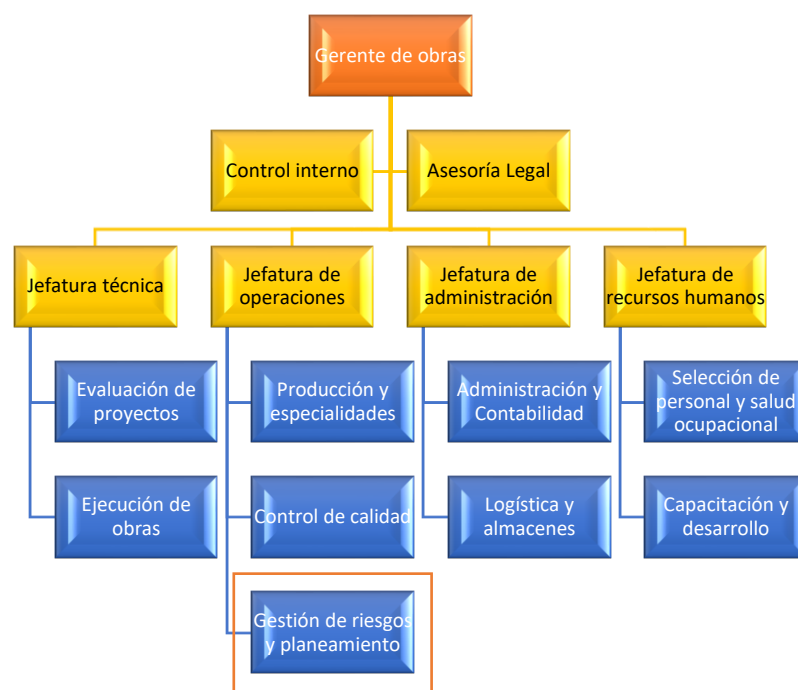 Gerente de obras
Control interno
Asesoría Legal
Jefatura técnica
Jefatura de
operaciones
Jefatura de
administración
Jefatura de
recursos humanos
Evaluación de
proyectos
Producción y
especialidades
Administración y
Contabilidad
Selección de
personal y salud
ocupacional
Ejecución de
obras
Control de calidad
Logística y
almacenes
Capacitación y
desarrollo
Gestión de riesgos
y planeamiento